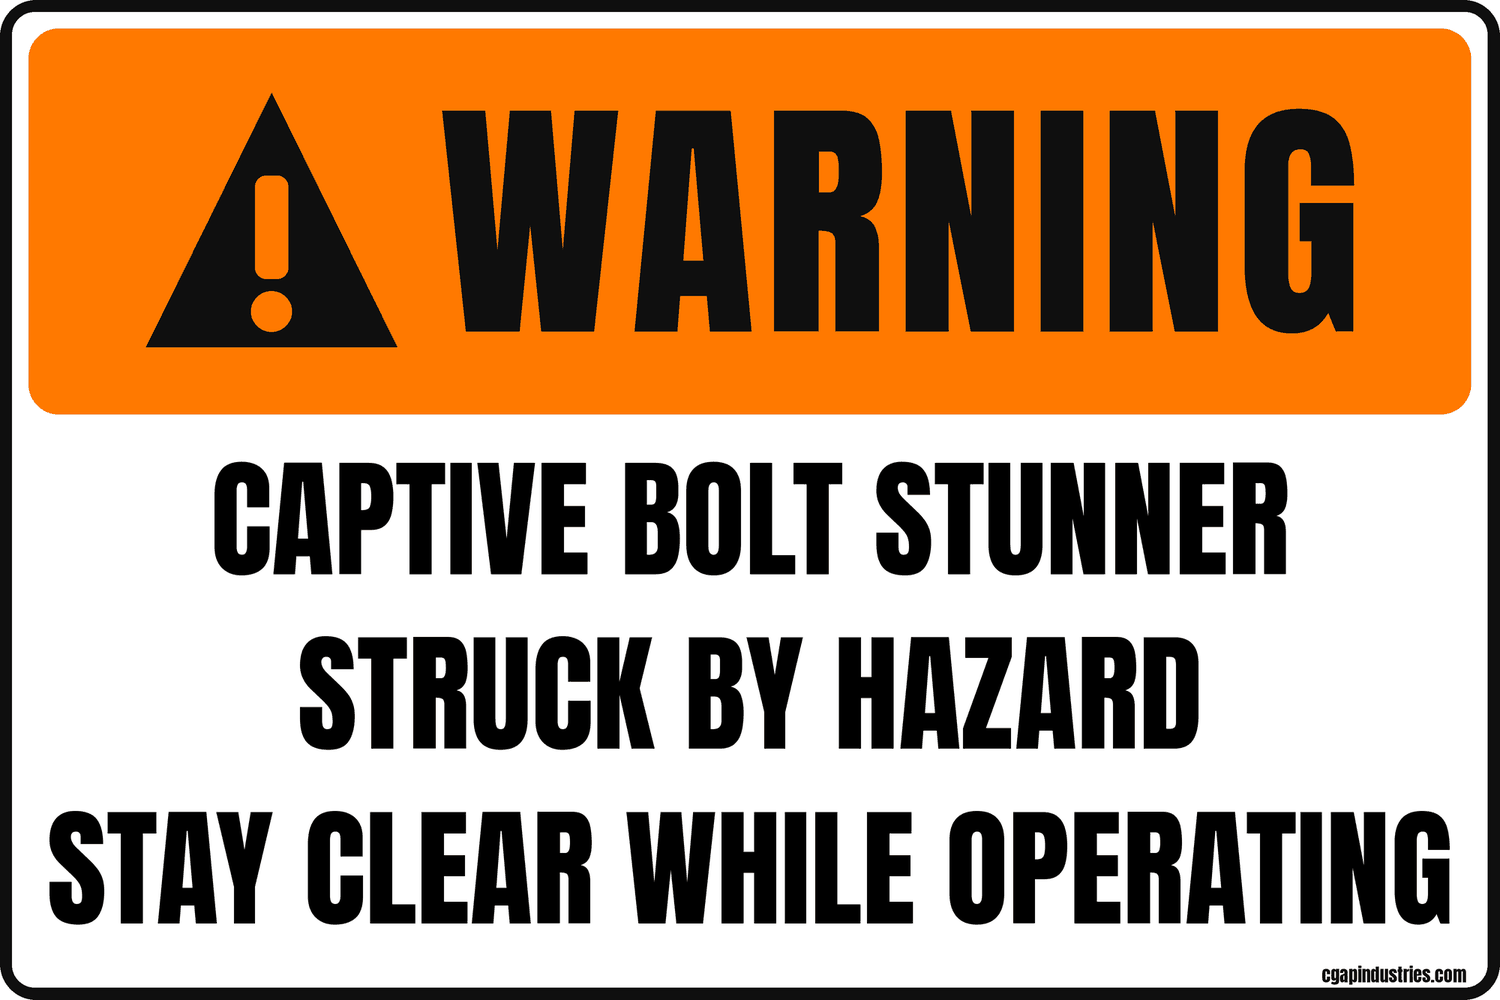 WARNING
CAPTIVE BOLT STUNNER
STRUCK BY HAZARD
STAY CLEAR WHILE OPERATING
cgapindustries.com